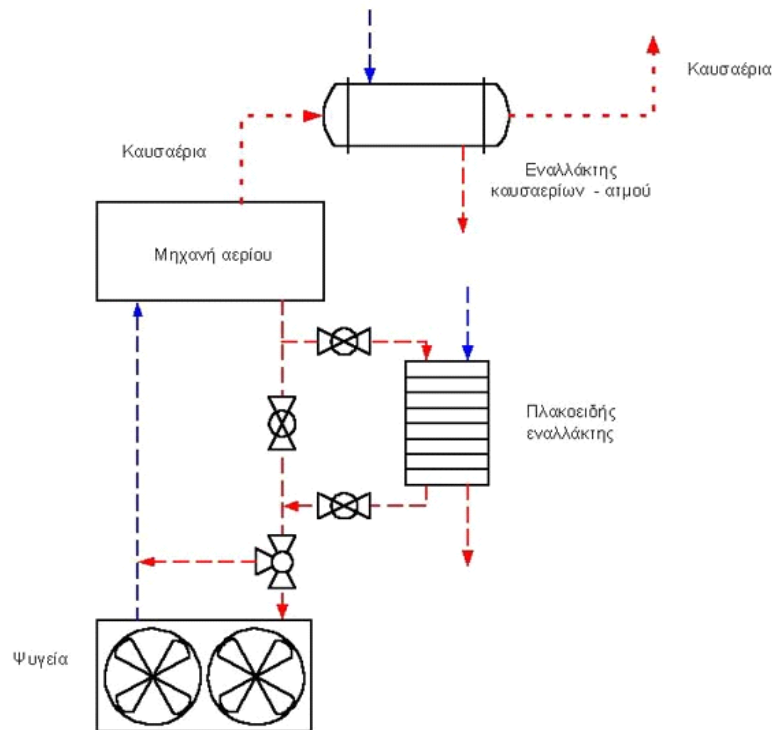 Καυσαέρια
Καυσαέρια
Εναλλάκτης
καυσαερίων - ατμού
Μηχανή αερίου
Πλακοειδής
εναλλάκτης
Ψυγεία